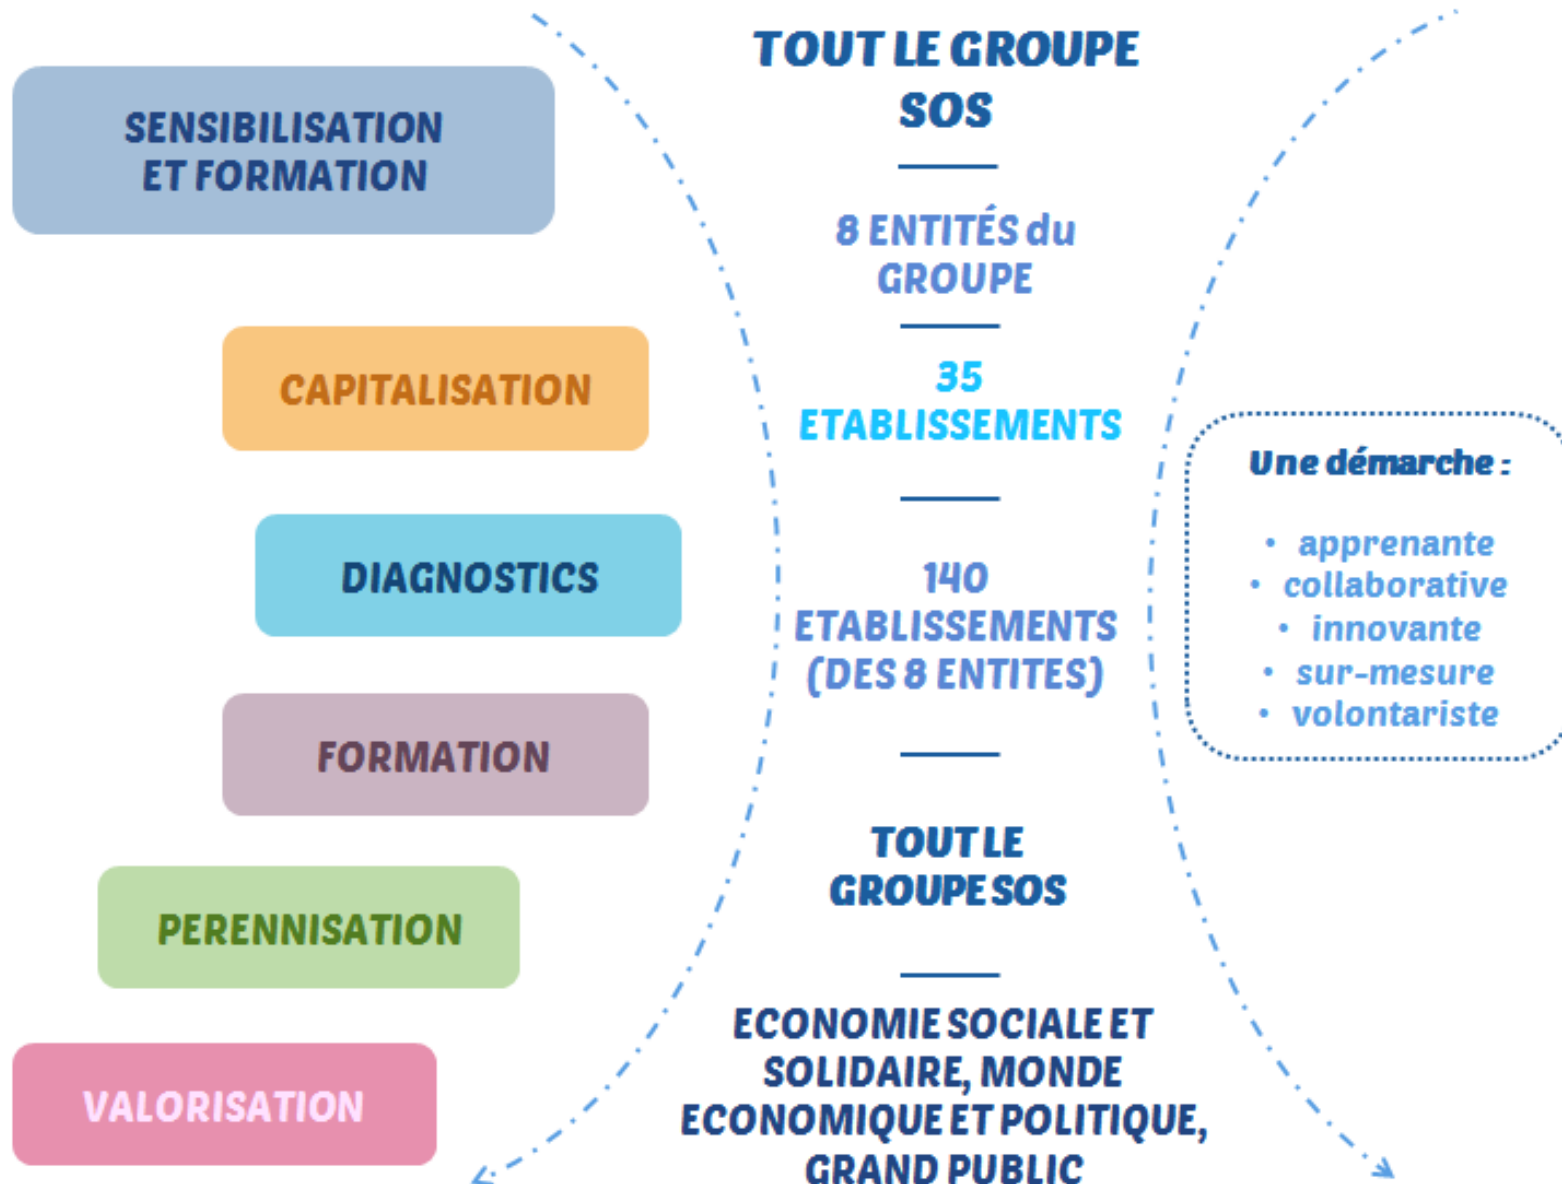 SENSIBILISATION
ET FORMATION
CAPITALISATION
DIAGNOSTICS
FORMATION
PERENNISATION
VALORISATION
TOUT LE GROUPE
SOS
8 ENTITÉS du
GROUPE
35
ETABLISSEMENTS
140
ETABLISSEMENTS
(DES 8 ENTITES)
TOUT LE
GROUPE SOS
ECONOMIE SOCIALE ET
SOLIDAIRE, MONDE
ECONOMIQUE ET POLITIQUE,
GRAND PUBLIC
Une démarche :
• apprenante
• collaborative
• innovante
• sur-mesure
• volontariste